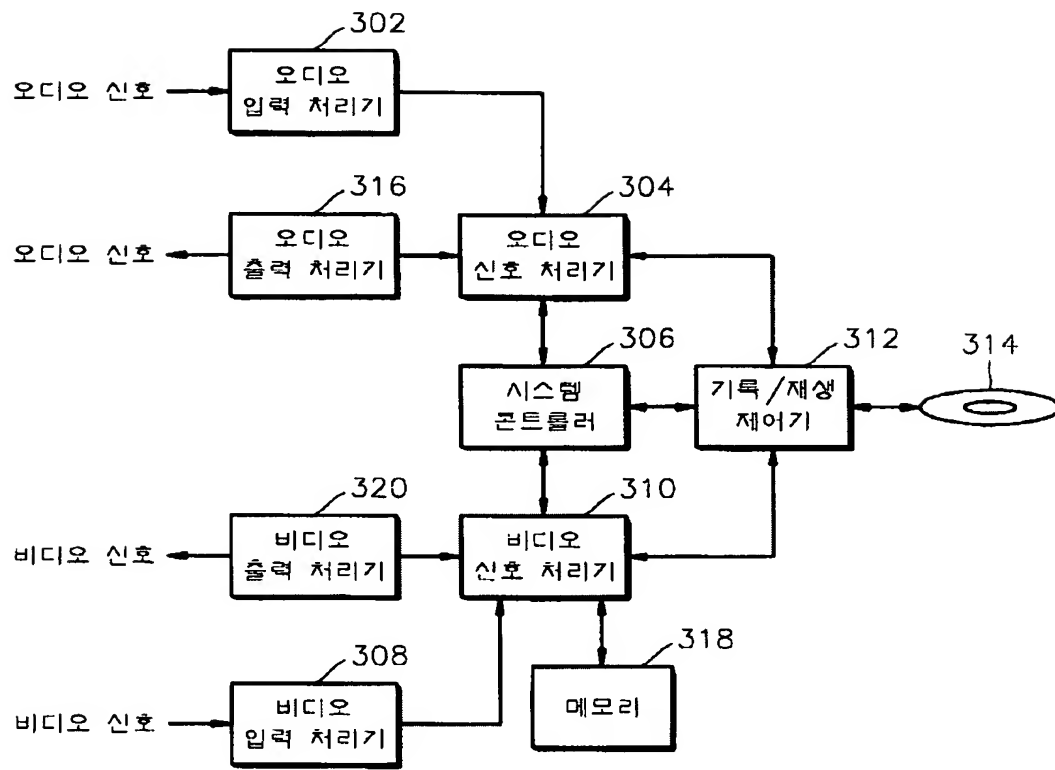 302
오디오 신호
오디오
입력 처리기
316
304
오디오 신호
오디오
출력 처리기
오디오
신호 처리기
306
312
314
시스템
콘트롤러
기록/재생
제어기
320
310
비디오 신호
비디오
출력 처리기
비디오
신호 처리기
308
318
비디오 신호
비디오
입력 처리기
메모리